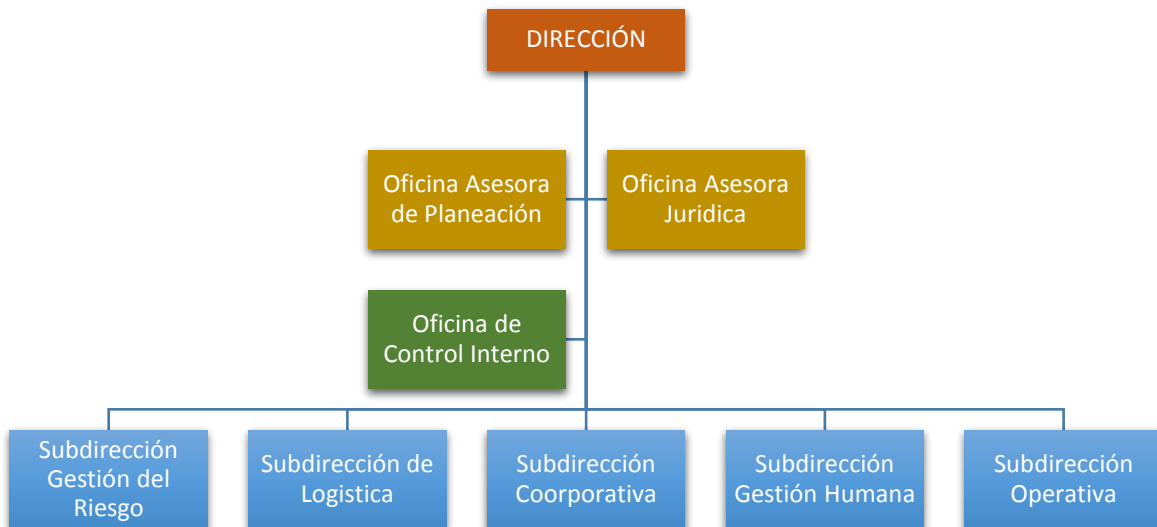 DIRECCIÓN
Oficina Asesora
de Planeación
Oficina Asesora
Juridica
Oficina de
Control Interno
Subdirección
Gestión del
Riesgo
Subdirección de
Logistica
Subdirección
Coorporativa
Subdirección
Gestión Humana
Subdirección
Operativa